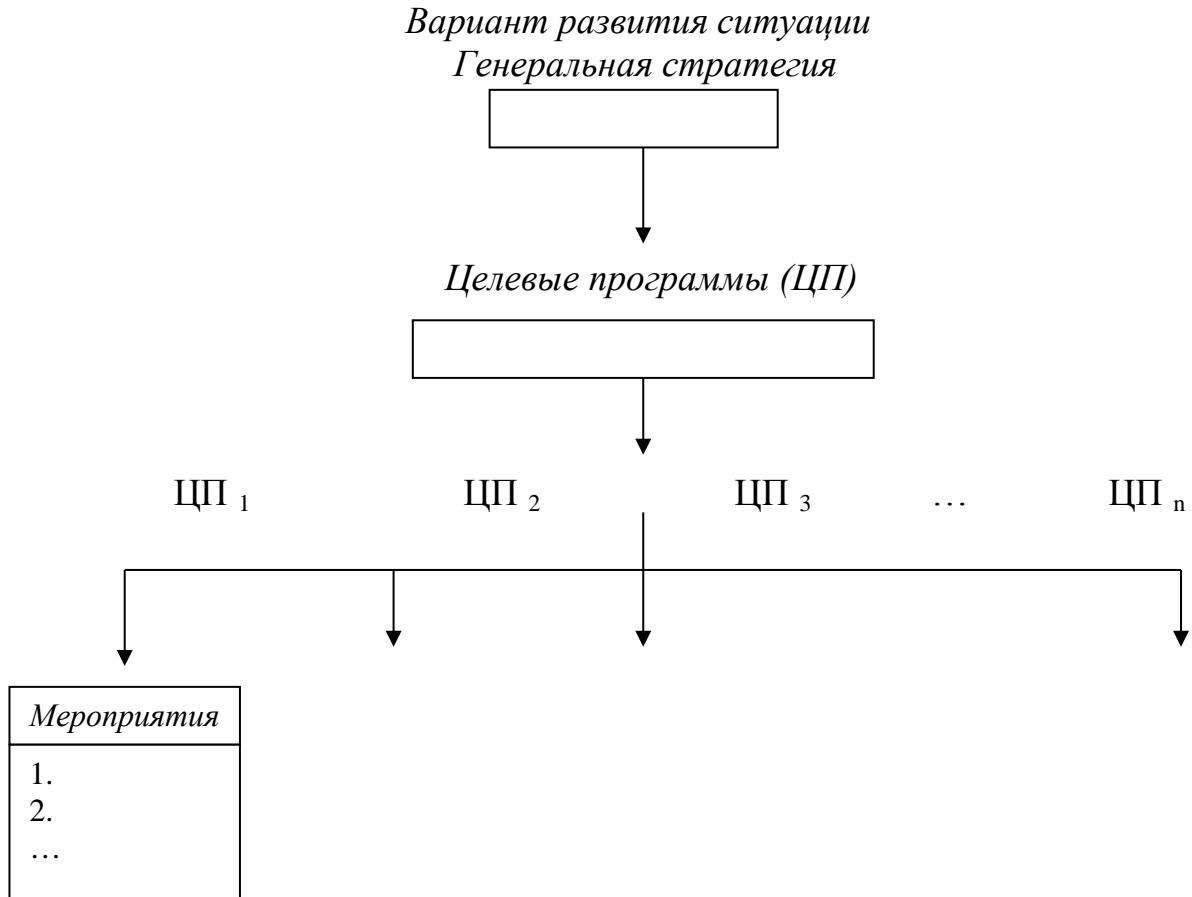 Вариант развития ситуации
Генеральная стратегия
Целевые программы (ЦП)
ЦП 1 ЦП 2 ЦП 3 … ЦП n
Мероприятия
1.
2.
…